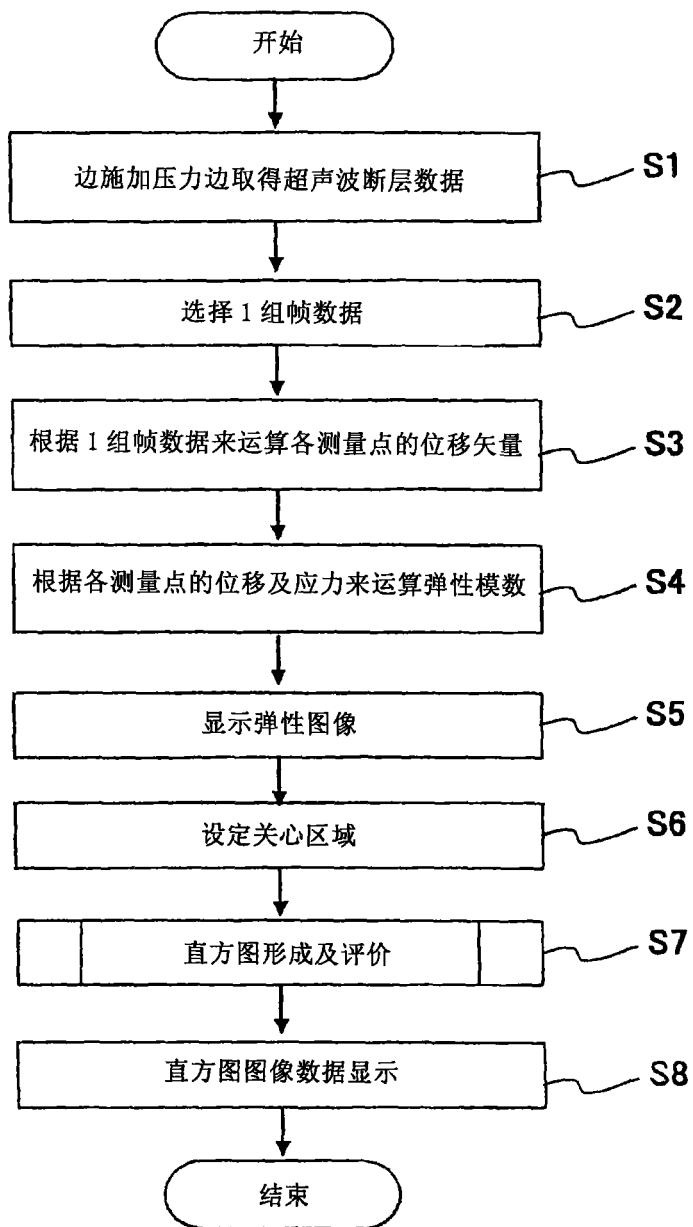 开始
边施加压力边取得超声波断层数据
S1
选择1组帧数据
S2
根据1组帧数据来运算各测量点的位移矢量
S3
根据各测量点的位移及应力来运算弹性模数
S4
显示弹性图像
S5
设定关心区域
S6
直方图形成及评价
S7
直方图图像数据显示
S8
结束